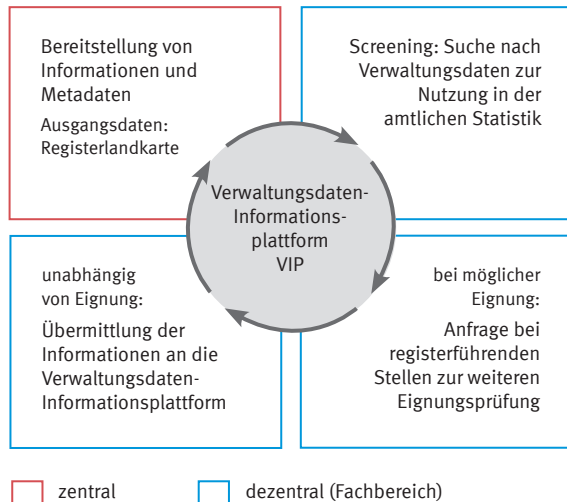 Bereitstellung von
Informationen und
Metadaten
Ausgangsdaten:
Registerlandkarte
Screening: Suche nach
Verwaltungsdaten zur
Nutzung in der
amtlichen Statistik
Verwaltungsdaten-
Informations-
plattform
VIP
unabhängig
von Eignung:
Übermittlung der
Informationen an die
Verwaltungsdaten-
Informationsplattform
bei möglicher
Eignung:
Anfrage bei
registerführenden
Stellen zur weiteren
Eignungsprüfung
zentral
dezentral (Fachbereich)